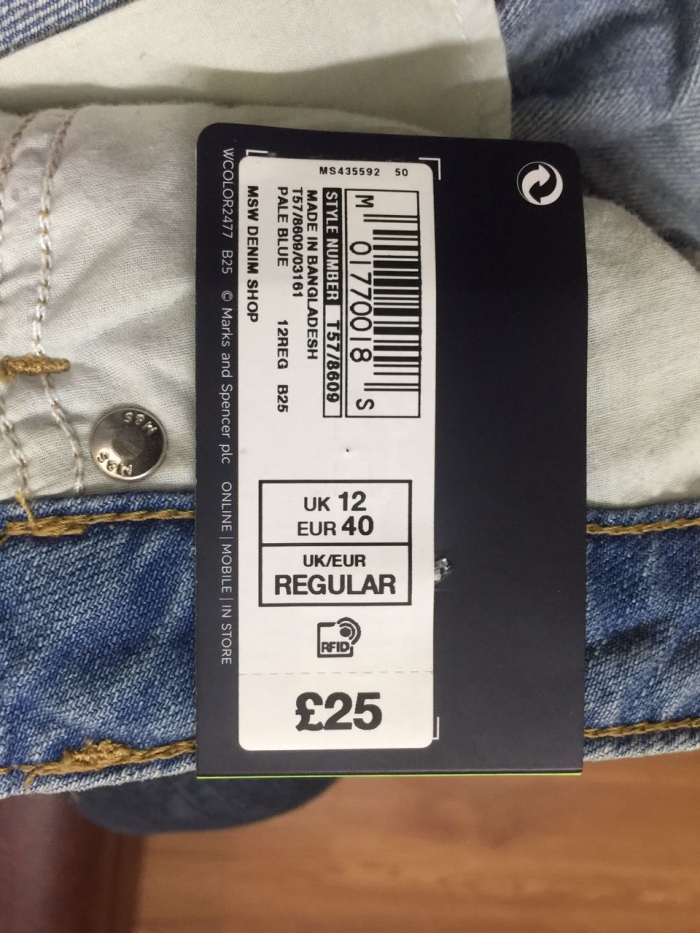 MS435592 50
M 01770018 S
STYLE NUMBER T57/8609
MADE IN BANGLADESH
T57/8609/03161
PALE BLUE 12REG B25
MSW DENIM SHOP
UK 12
EUR 40
UK/EUR
REGULAR
RFID
£25
WCOLOR2477 B25 © Marks and Spencer plc ONLINE | MOBILE | IN STORE
M&S
M&S